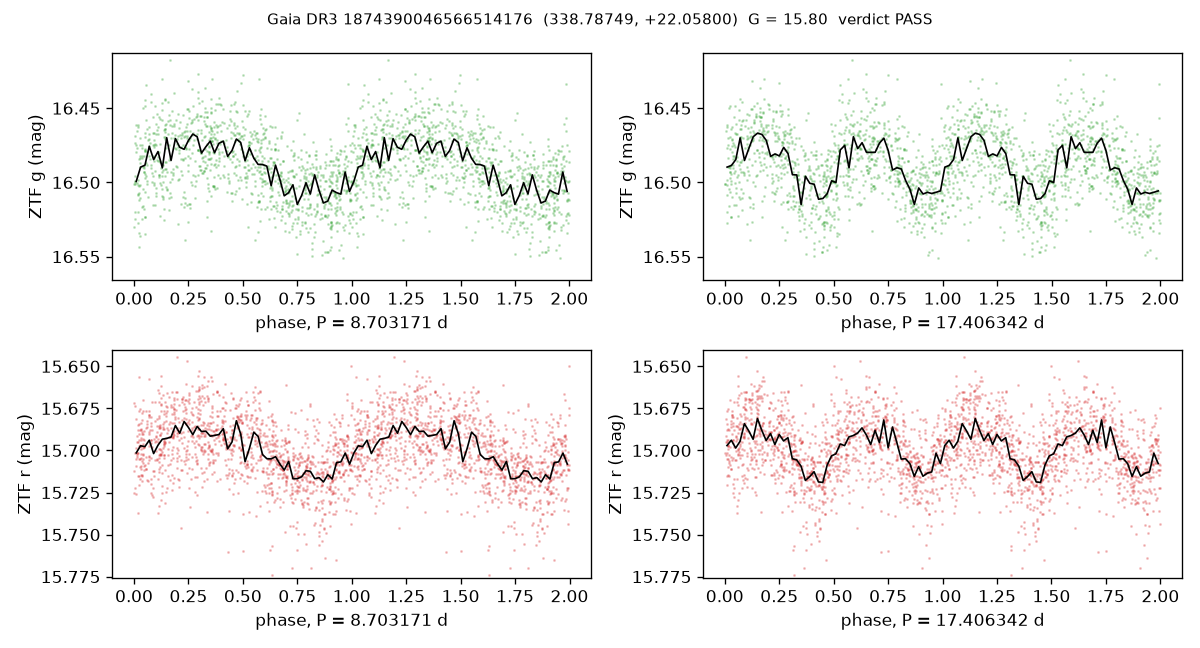 Gaia DR3 1874390046566514176 (338.78749, +22.05800) G = 15.80 verdict PASS
ZTF g (mag)
16.45
16.50
16.55
0.00 0.25 0.50 0.75 1.00 1.25 1.50 1.75 2.00
phase, P = 8.703171 d
ZTF g (mag)
16.45
16.50
16.55
0.00 0.25 0.50 0.75 1.00 1.25 1.50 1.75 2.00
phase, P = 17.406342 d
ZTF r (mag)
15.650
15.675
15.700
15.725
15.750
15.775
0.00 0.25 0.50 0.75 1.00 1.25 1.50 1.75 2.00
phase, P = 8.703171 d
ZTF r (mag)
15.650
15.675
15.700
15.725
15.750
15.775
0.00 0.25 0.50 0.75 1.00 1.25 1.50 1.75 2.00
phase, P = 17.406342 d